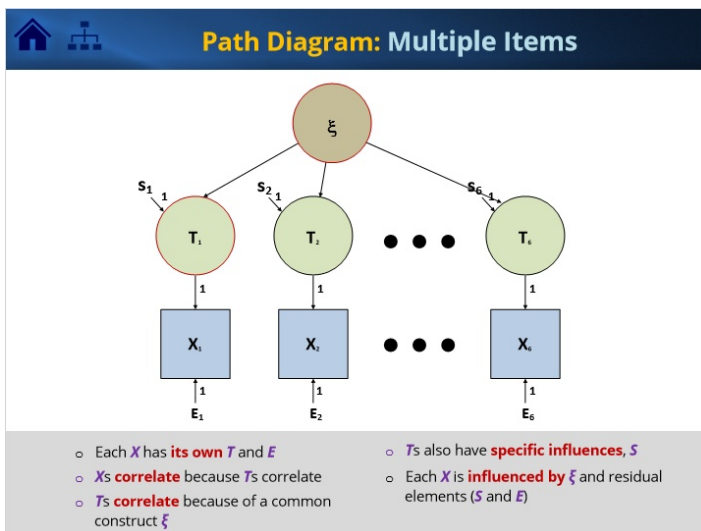 Path Diagram: Multiple Items
ξ
S1 1
S2 1
S6 1
T1
T2
T6
1
1
1
X1
X2
X6
1
1
1
E1
E2
E6
Each X has its own T and E
Xs correlate because Ts correlate
Ts correlate because of a common
construct ξ
Ts also have specific influences, S
Each X is influenced by ξ and residual
elements (S and E)